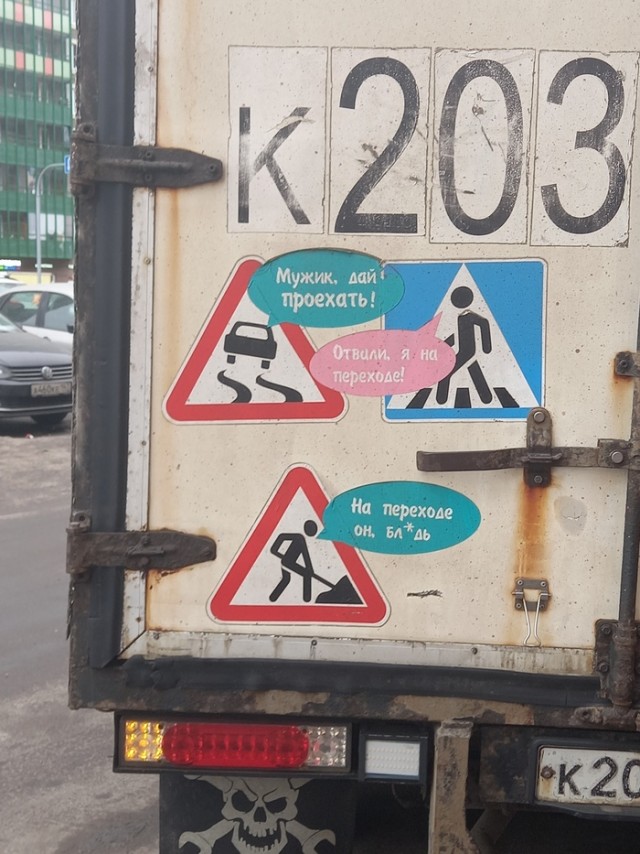 к203
Мужик, дай
проехать!
Отвали, я на
переходе!
На переходе
он, бл*дь
к20